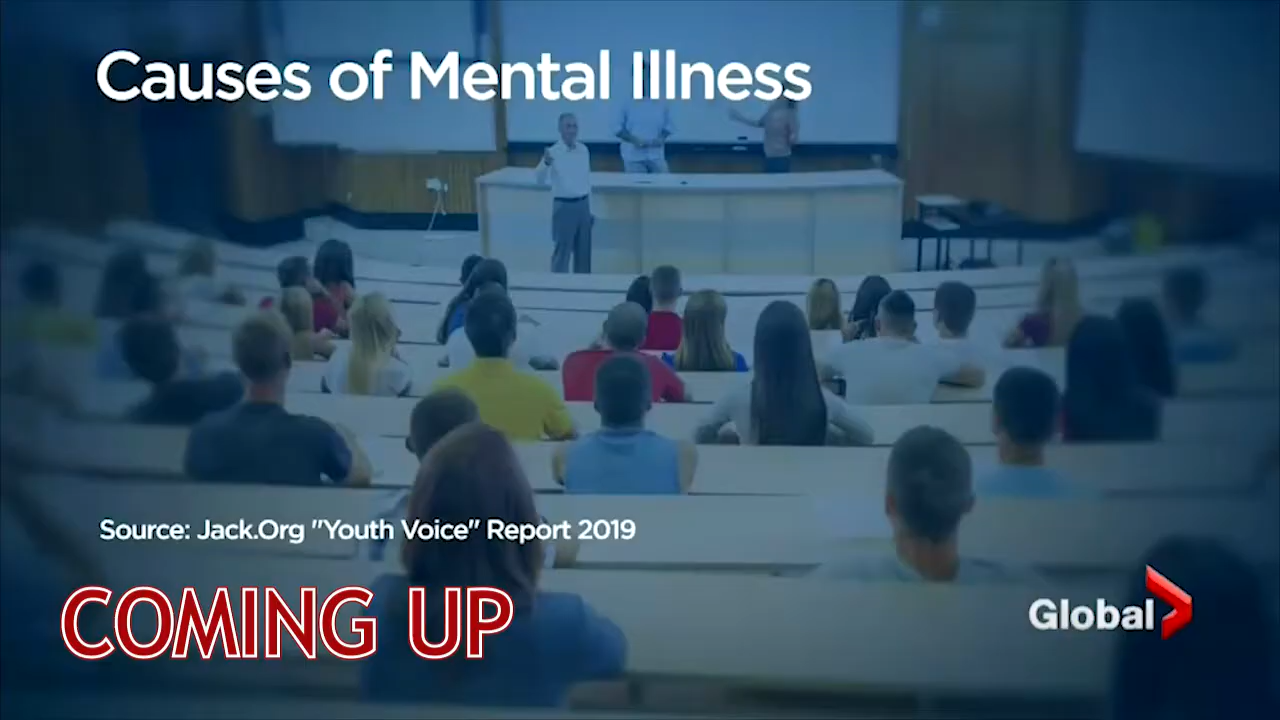 Causes of Mental Illness
Source: Jack.Org "Youth Voice" Report 2019
COMING UP
Global